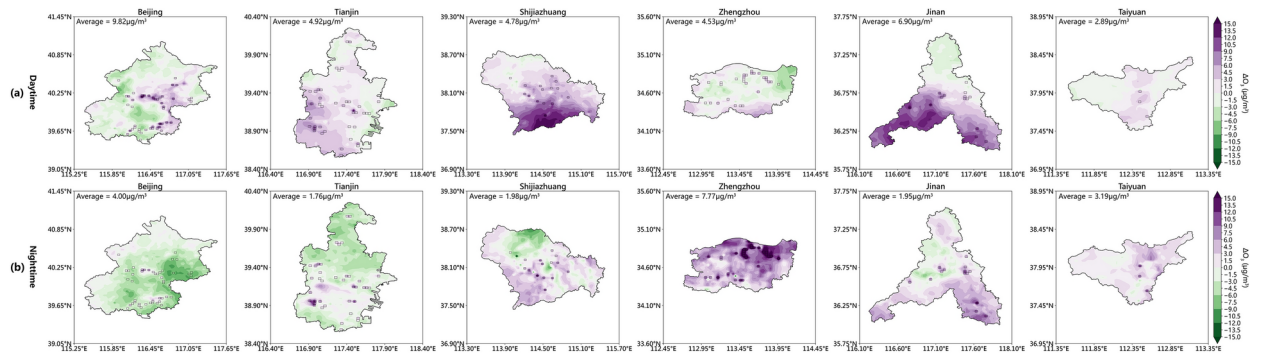 Beijing
Tianjin
Shijiazhuang
Zhengzhou
Jinan
Taiyuan
(a)
Daytime
Average = 9.82μg/m³
41.45°N
40.85°N
40.25°N
39.65°N
39.05°N
115.25°E 115.85°E 116.45°E 117.05°E 117.65°E
Average = 4.92μg/m³
40.40°N
39.90°N
39.40°N
38.90°N
38.40°N
116.40°E 116.90°E 117.40°E 117.90°E 118.40°E
Average = 4.78μg/m³
39.30°N
38.70°N
38.10°N
37.50°N
36.90°N
113.30°E 113.90°E 114.50°E 115.10°E 115.70°E
Average = 4.53μg/m³
35.60°N
35.10°N
34.60°N
34.10°N
33.60°N
112.45°E 112.95°E 113.45°E 113.95°E 114.45°E
Average = 6.90μg/m³
37.75°N
37.25°N
36.75°N
36.25°N
35.75°N
116.10°E 116.60°E 117.10°E 117.60°E 118.10°E
Average = 2.89μg/m³
38.95°N
38.45°N
37.95°N
37.45°N
36.95°N
111.35°E 111.85°E 112.35°E 112.85°E 113.35°E
15.0
13.5
12.0
10.5
9.0
7.5
6.0
4.5
3.0
1.5
0.0
−1.5
−3.0
−4.5
−6.0
−7.5
−9.0
−10.5
−12.0
−13.5
−15.0
ΔO₃ (μg/m³)
Beijing
Tianjin
Shijiazhuang
Zhengzhou
Jinan
Taiyuan
(b)
Nighttime
Average = 4.00μg/m³
41.45°N
40.85°N
40.25°N
39.65°N
39.05°N
115.25°E 115.85°E 116.45°E 117.05°E 117.65°E
Average = 1.76μg/m³
40.40°N
39.90°N
39.40°N
38.90°N
38.40°N
116.40°E 116.90°E 117.40°E 117.90°E 118.40°E
Average = 1.98μg/m³
39.30°N
38.70°N
38.10°N
37.50°N
36.90°N
113.30°E 113.90°E 114.50°E 115.10°E 115.70°E
Average = 7.77μg/m³
35.60°N
35.10°N
34.60°N
34.10°N
33.60°N
112.45°E 112.95°E 113.45°E 113.95°E 114.45°E
Average = 1.95μg/m³
37.75°N
37.25°N
36.75°N
36.25°N
35.75°N
116.10°E 116.60°E 117.10°E 117.60°E 118.10°E
Average = 3.19μg/m³
38.95°N
38.45°N
37.95°N
37.45°N
36.95°N
111.35°E 111.85°E 112.35°E 112.85°E 113.35°E
15.0
13.5
12.0
10.5
9.0
7.5
6.0
4.5
3.0
1.5
0.0
−1.5
−3.0
−4.5
−6.0
−7.5
−9.0
−10.5
−12.0
−13.5
−15.0
ΔO₃ (μg/m³)